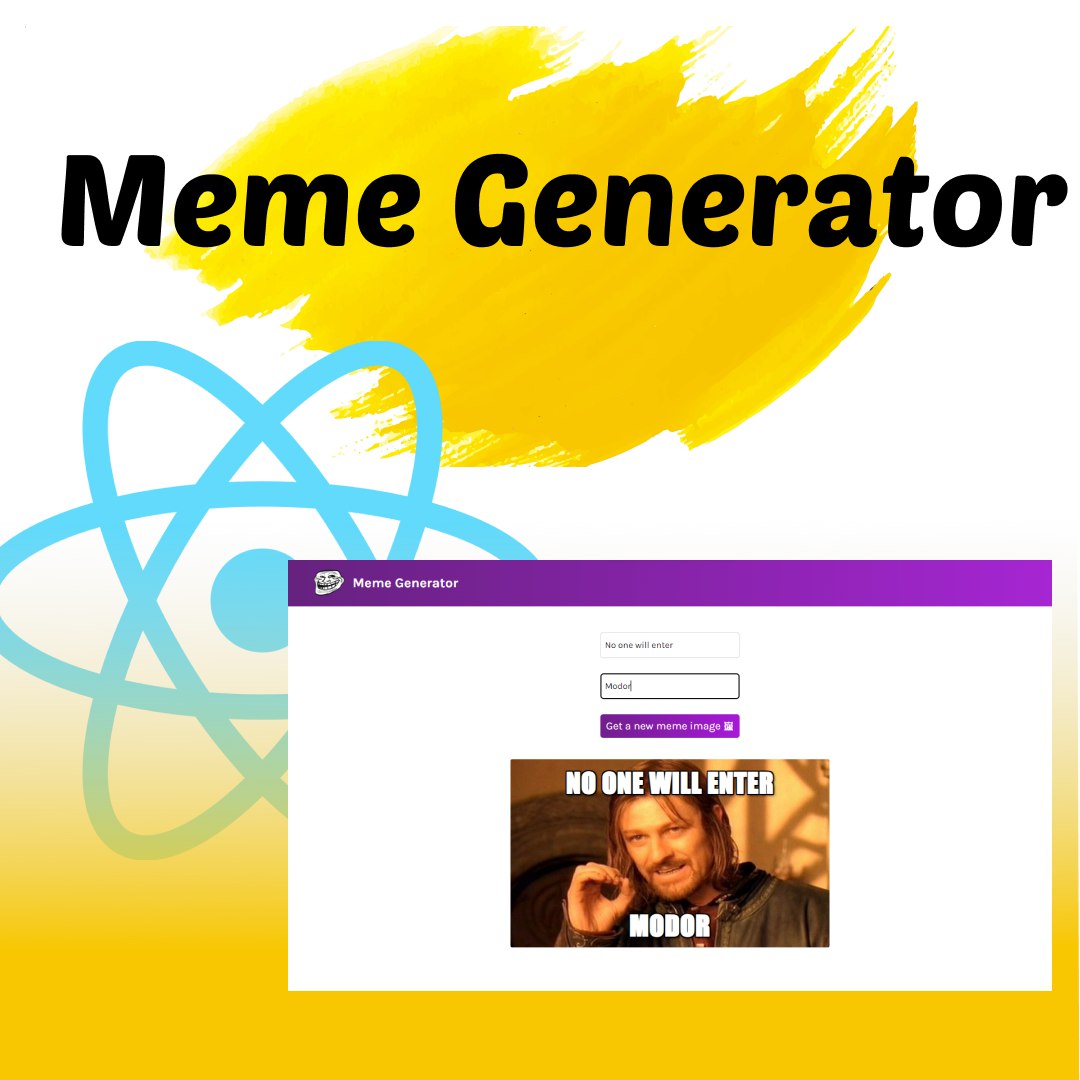 Meme Generator
Meme Generator
No one will enter
Modor
Get a new meme image
NO ONE WILL ENTER
MODOR